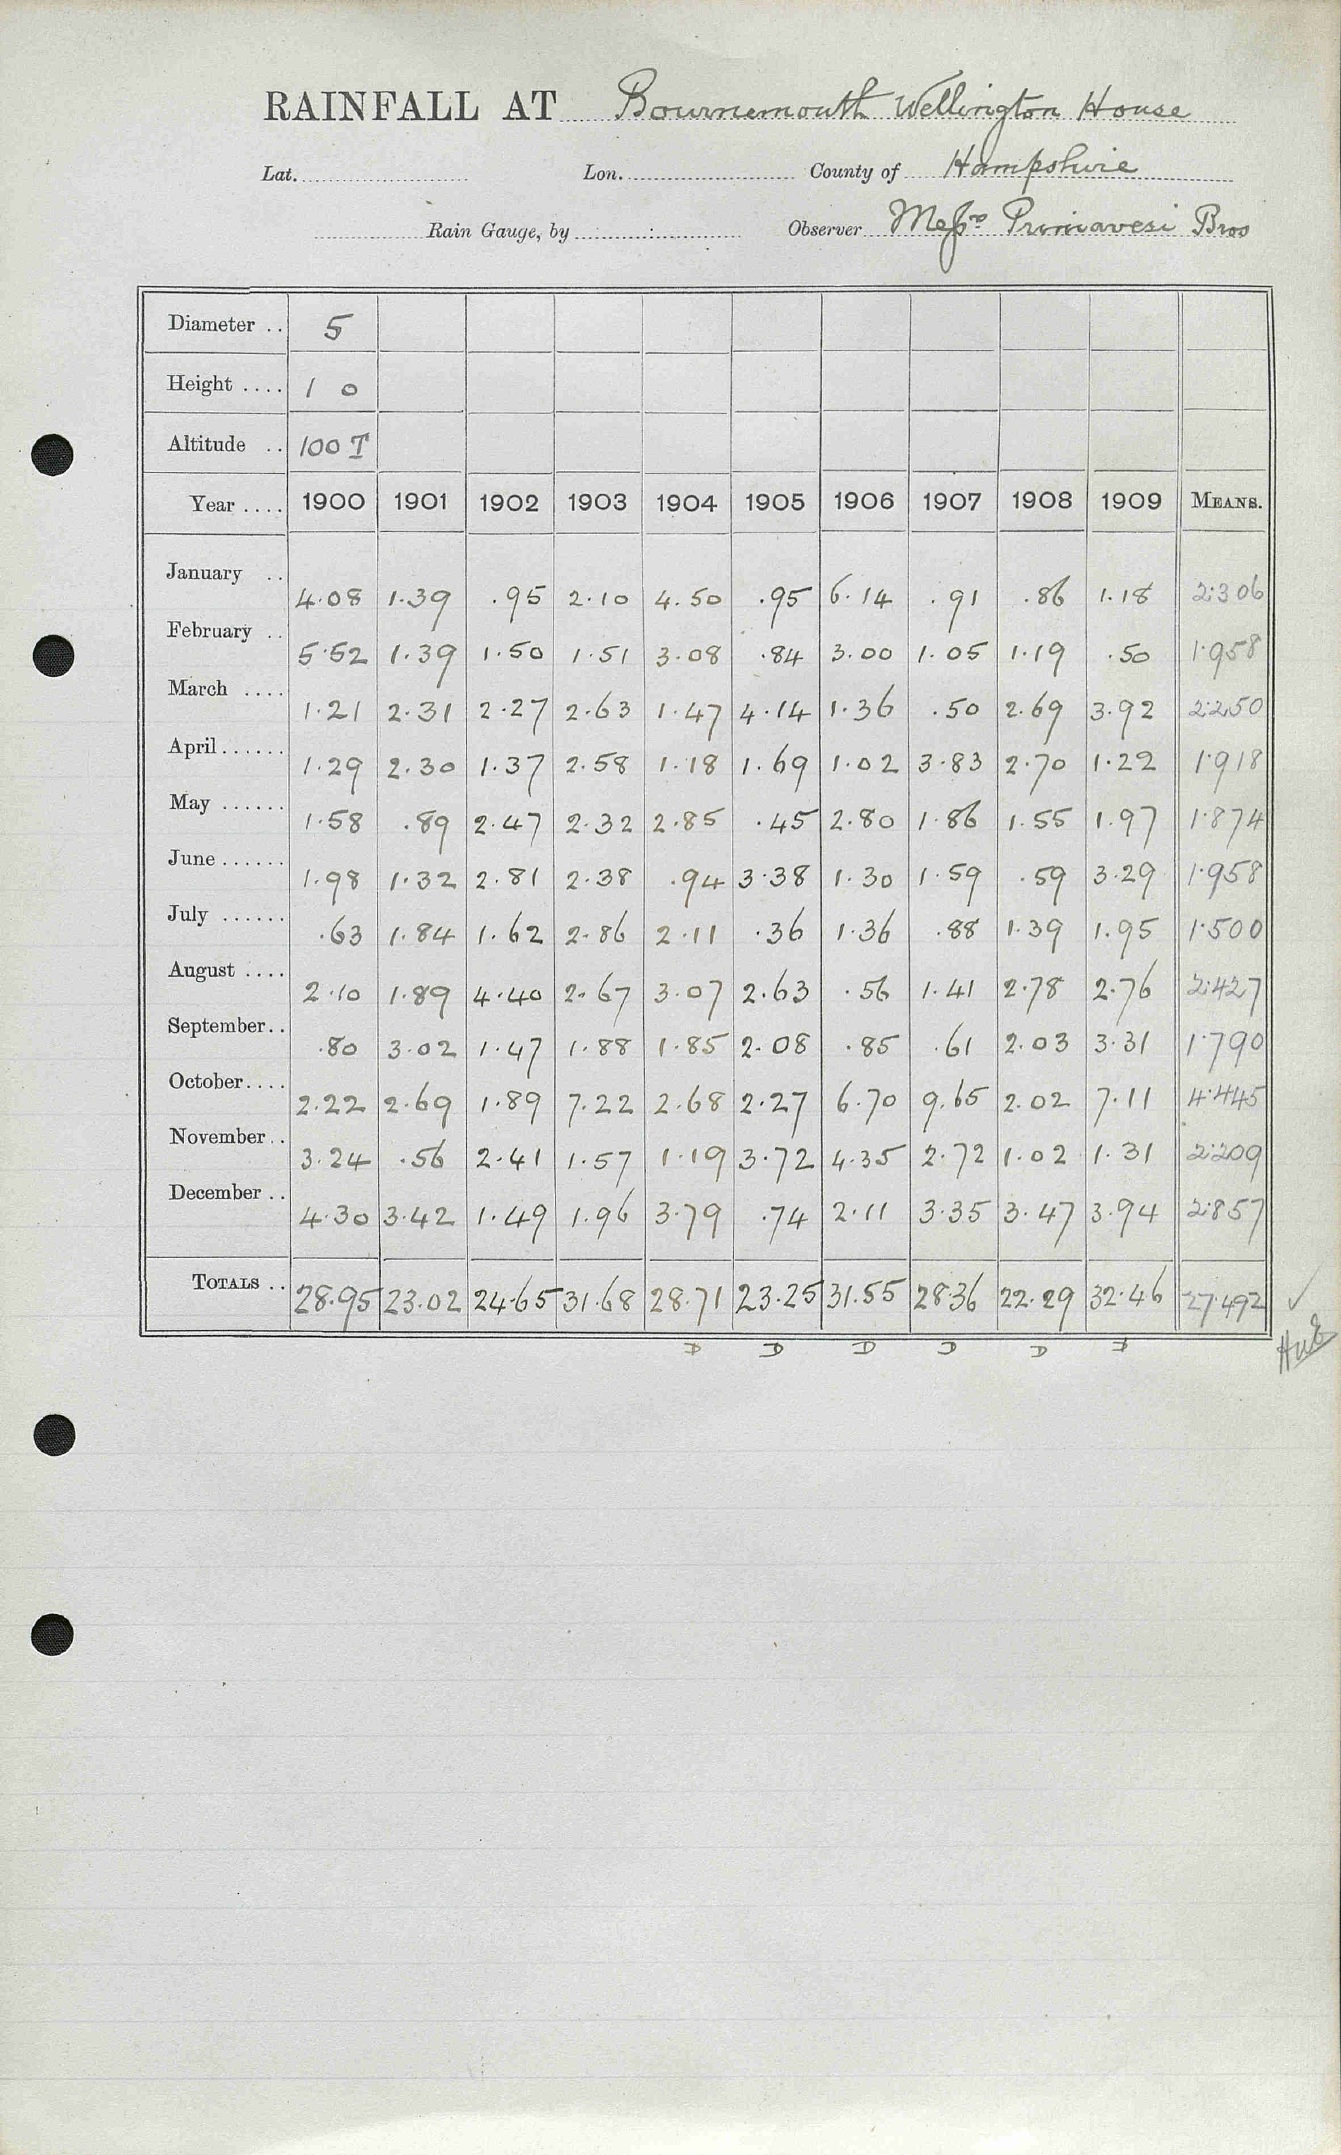 RAINFALL AT Bournemouth Wellington House
Lat. Lon. County of Hampshire
Rain Gauge, by Observer Messrs Primavesi Bros
Diameter .. 5
Height .... 1 0
Altitude .. 100 T
Year .... 1900 1901 1902 1903 1904 1905 1906 1907 1908 1909 MEANS.
January .. 4.08 1.39 .95 2.10 4.50 .95 6.14 .91 .86 1.18 2.306
February .. 5.52 1.39 1.50 1.51 3.08 .84 3.00 1.05 1.19 .50 1.958
March .... 1.21 2.31 2.27 2.63 1.47 4.14 1.36 .50 2.69 3.92 2.250
April ...... 1.29 2.30 1.37 2.58 1.18 1.69 1.02 3.83 2.70 1.22 1.918
May ...... 1.58 .89 2.47 2.32 2.85 .45 2.80 1.86 1.55 1.97 1.874
June ...... 1.98 1.32 2.81 2.38 .94 3.38 1.30 1.59 .59 3.29 1.958
July ...... .63 1.84 1.62 2.86 2.11 .36 1.36 .88 1.39 1.95 1.500
August .... 2.10 1.89 4.40 2.67 3.07 2.63 .56 1.41 2.78 2.76 2.427
September .. .80 3.02 1.47 1.88 1.85 2.08 .85 .61 2.03 3.31 1.790
October .... 2.22 2.69 1.89 7.22 2.68 2.27 6.70 9.65 2.02 7.11 4.445
November .. 3.24 .56 2.41 1.57 1.19 3.72 4.35 2.72 1.02 1.31 2.209
December .. 4.30 3.42 1.49 1.96 3.79 .74 2.11 3.35 3.47 3.94 2.857
TOTALS .. 28.95 23.02 24.65 31.68 28.71 23.25 31.55 28.36 22.29 32.46 27.492
D D D D D D